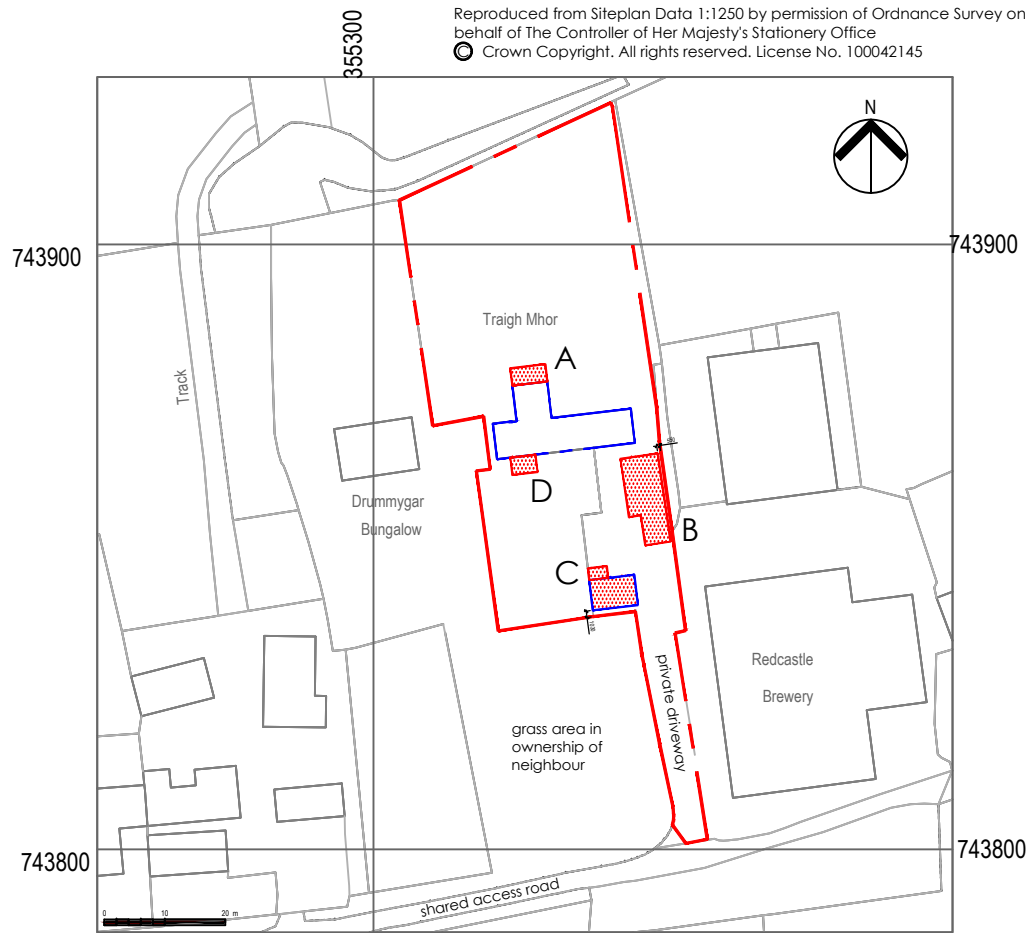 Reproduced from Siteplan Data 1:1250 by permission of Ordnance Survey on
behalf of The Controller of Her Majesty's Stationery Office
© Crown Copyright. All rights reserved. License No. 100042145
355300
N
743900
743900
Traigh Mhor
A
Track
D
Drummygar
Bungalow
B
C
private driveway
Redcastle
Brewery
grass area in
ownership of
neighbour
743800
743800
shared access road
0 10 20 m